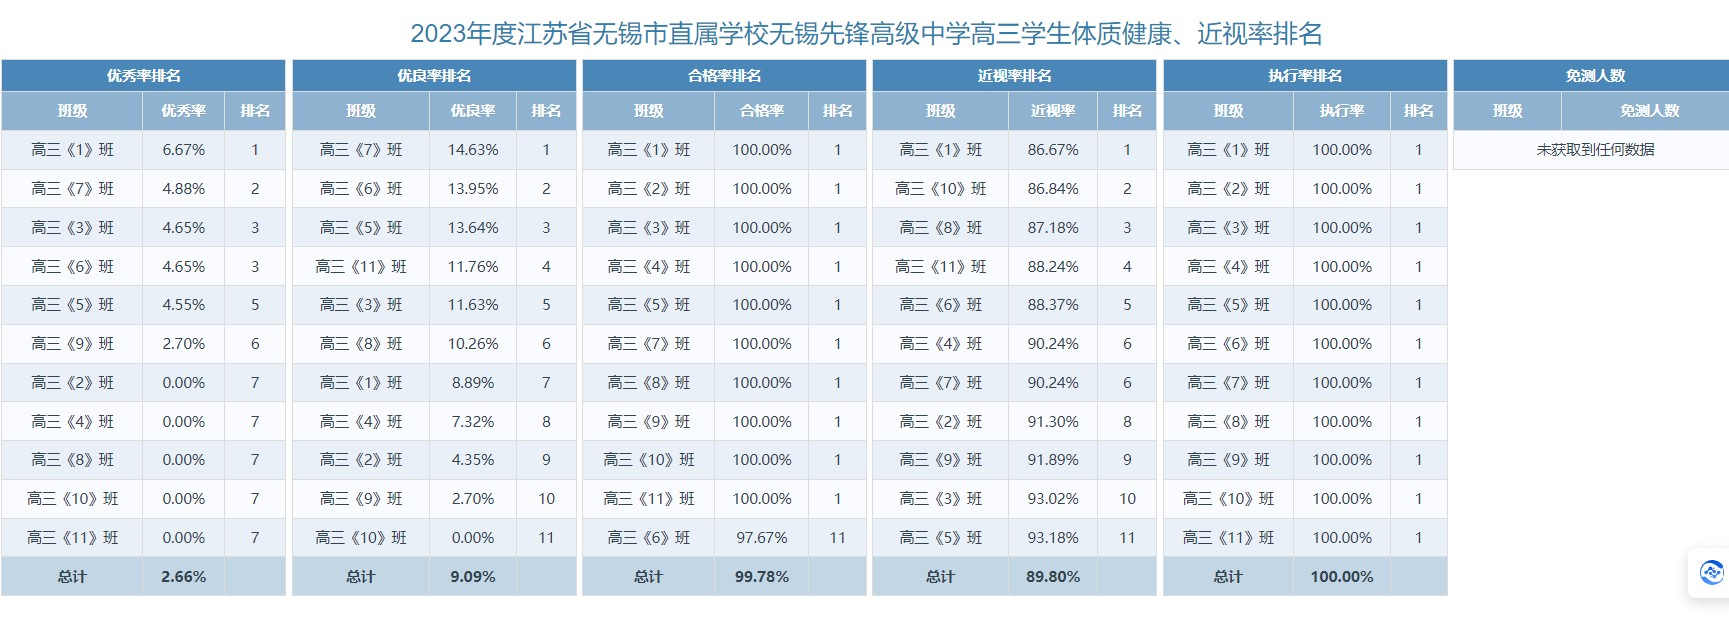 2023年度江苏省无锡市直属学校无锡先锋高级中学高三学生体质健康、近视率排名
优秀率排名 优良率排名 合格率排名 近视率排名 执行率排名 免测人数
班级 优秀率 排名 班级 优良率 排名 班级 合格率 排名 班级 近视率 排名 班级 执行率 排名 班级 免测人数
高三《1》班 6.67% 1 高三《7》班 14.63% 1 高三《1》班 100.00% 1 高三《1》班 86.67% 1 高三《1》班 100.00% 1 未获取到任何数据
高三《7》班 4.88% 2 高三《6》班 13.95% 2 高三《2》班 100.00% 1 高三《10》班 86.84% 2 高三《2》班 100.00% 1
高三《3》班 4.65% 3 高三《5》班 13.64% 3 高三《3》班 100.00% 1 高三《8》班 87.18% 3 高三《3》班 100.00% 1
高三《6》班 4.65% 3 高三《11》班 11.76% 4 高三《4》班 100.00% 1 高三《11》班 88.24% 4 高三《4》班 100.00% 1
高三《5》班 4.55% 5 高三《3》班 11.63% 5 高三《5》班 100.00% 1 高三《6》班 88.37% 5 高三《5》班 100.00% 1
高三《9》班 2.70% 6 高三《8》班 10.26% 6 高三《7》班 100.00% 1 高三《4》班 90.24% 6 高三《6》班 100.00% 1
高三《2》班 0.00% 7 高三《1》班 8.89% 7 高三《8》班 100.00% 1 高三《7》班 90.24% 6 高三《7》班 100.00% 1
高三《4》班 0.00% 7 高三《4》班 7.32% 8 高三《9》班 100.00% 1 高三《2》班 91.30% 8 高三《8》班 100.00% 1
高三《8》班 0.00% 7 高三《2》班 4.35% 9 高三《10》班 100.00% 1 高三《9》班 91.89% 9 高三《9》班 100.00% 1
高三《10》班 0.00% 7 高三《9》班 2.70% 10 高三《11》班 100.00% 1 高三《3》班 93.02% 10 高三《10》班 100.00% 1
高三《11》班 0.00% 7 高三《10》班 0.00% 11 高三《6》班 97.67% 11 高三《5》班 93.18% 11 高三《11》班 100.00% 1
总计 2.66% 总计 9.09% 总计 99.78% 总计 89.80% 总计 100.00%